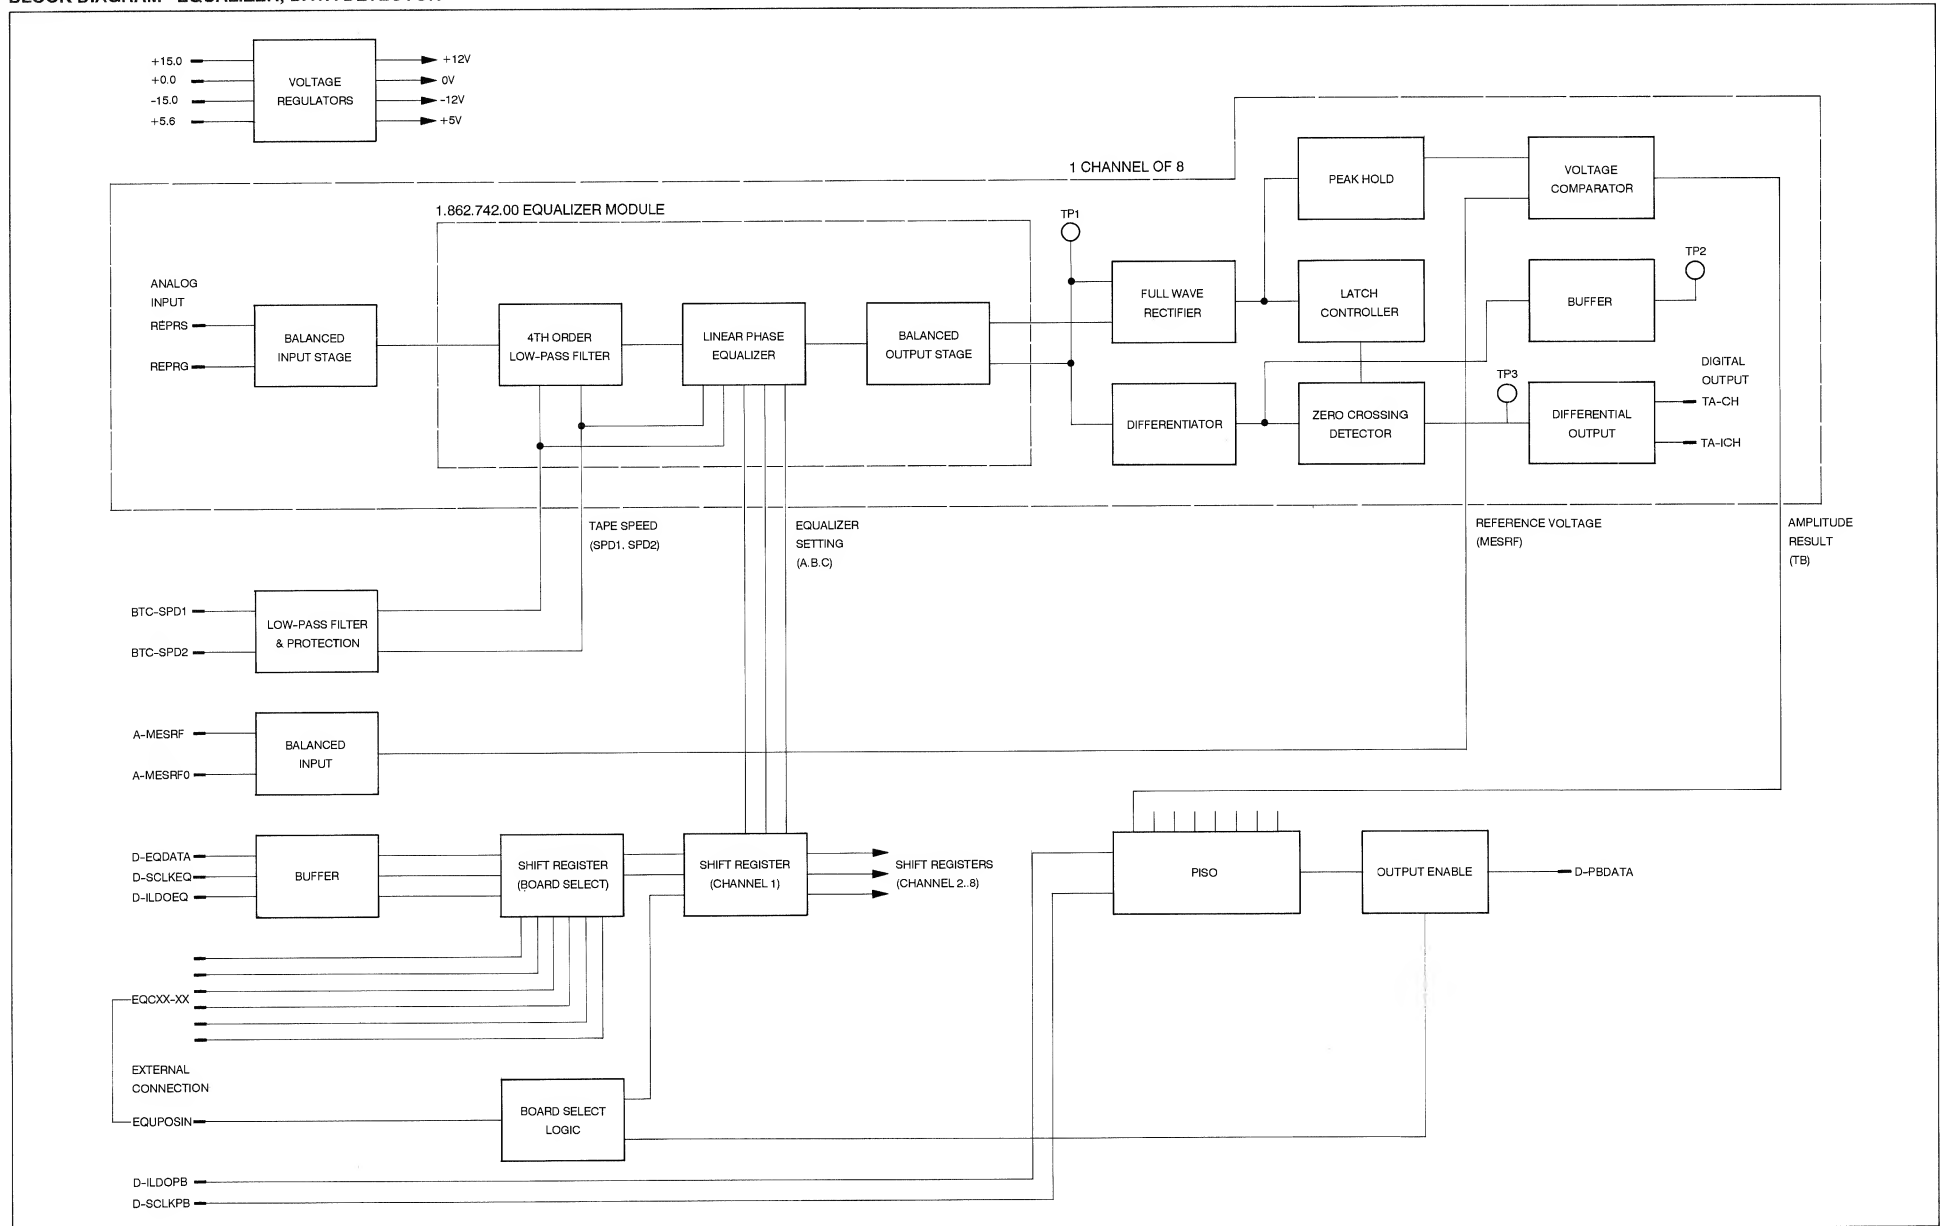 +15.0
+0.0
-15.0
+5.6
VOLTAGE
REGULATORS
+12V
0V
-12V
+5V
1 CHANNEL OF 8
PEAK HOLD
VOLTAGE
COMPARATOR
1.862.742.00 EQUALIZER MODULE
TP1
TP2
ANALOG
INPUT
REPRS
REPRG
BALANCED
INPUT STAGE
4TH ORDER
LOW-PASS FILTER
LINEAR PHASE
EQUALIZER
BALANCED
OUTPUT STAGE
FULL WAVE
RECTIFIER
LATCH
CONTROLLER
BUFFER
TP3
DIGITAL
OUTPUT
TA-CH
TA-ICH
DIFFERENTIATOR
ZERO CROSSING
DETECTOR
DIFFERENTIAL
OUTPUT
TAPE SPEED
(SPD1. SPD2)
EQUALIZER
SETTING
(A.B.C)
REFERENCE VOLTAGE
(MESRF)
AMPLITUDE
RESULT
(TB)
BTC-SPD1
BTC-SPD2
LOW-PASS FILTER
& PROTECTION
A-MESRF
A-MESRF0
BALANCED
INPUT
D-EQDATA
D-SCLKEQ
D-ILDOEQ
BUFFER
SHIFT REGISTER
(BOARD SELECT)
SHIFT REGISTER
(CHANNEL 1)
SHIFT REGISTERS
(CHANNEL 2..8)
PISO
OUTPUT ENABLE
D-PBDATA
EQCXX-XX
EXTERNAL
CONNECTION
EQUPOSIN
BOARD SELECT
LOGIC
D-ILDOPB
D-SCLKPB